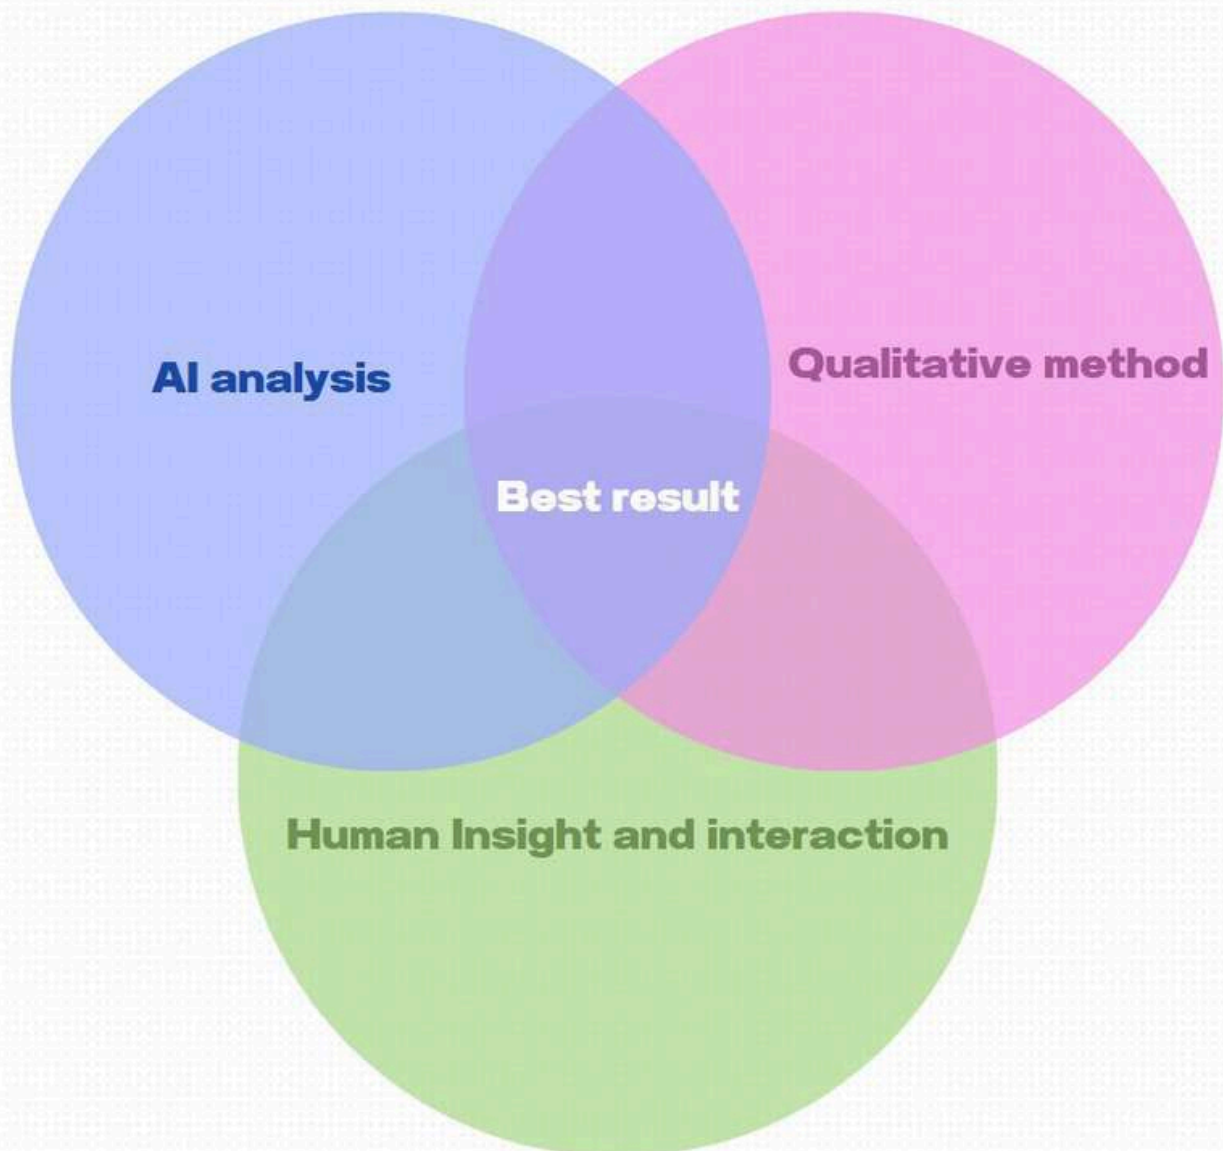 AI analysis
Qualitative method
Best result
Human Insight and interaction